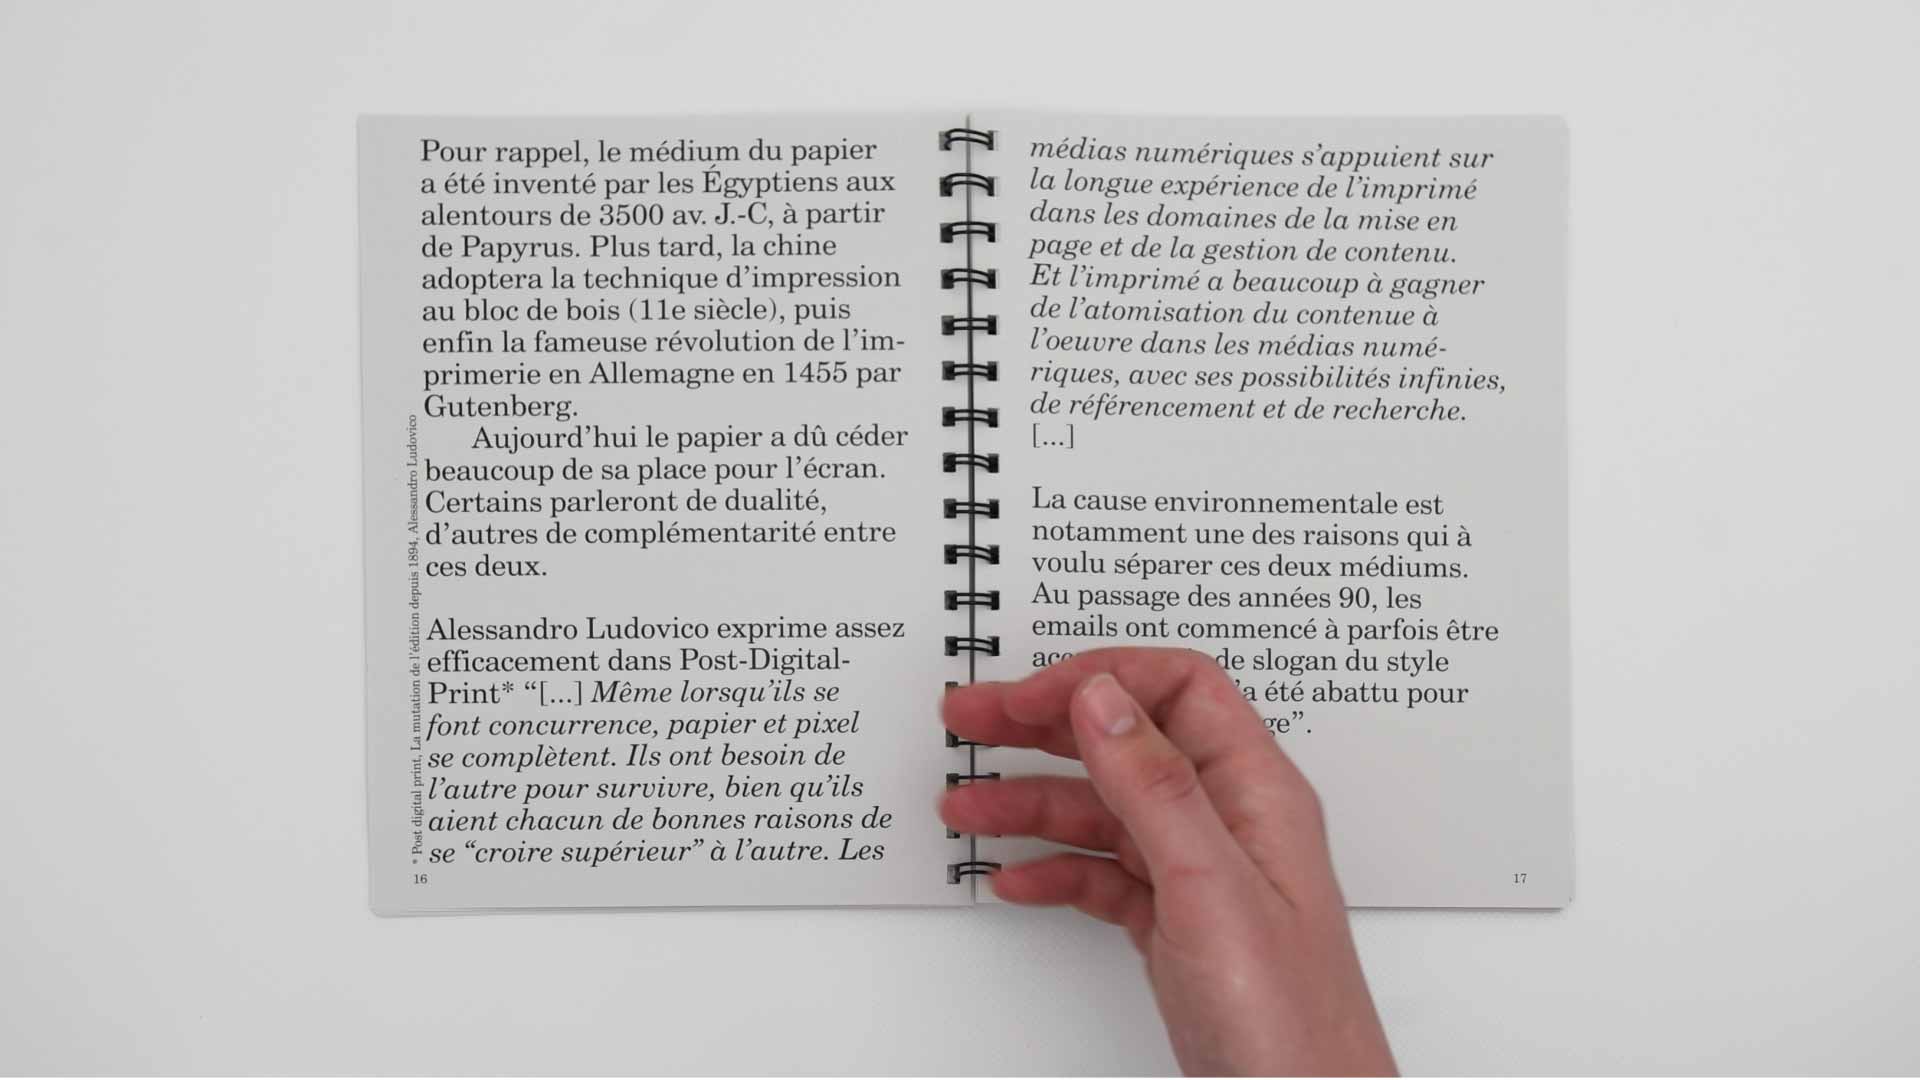 Pour rappel, le médium du papier
a été inventé par les Égyptiens aux
alentours de 3500 av. J.-C, à partir
de Papyrus. Plus tard, la chine
adoptera la technique d’impression
au bloc de bois (11e siècle), puis
enfin la fameuse révolution de l’im-
primerie en Allemagne en 1455 par
Gutenberg.
Aujourd’hui le papier a dû céder
beaucoup de sa place pour l’écran.
Certains parleront de dualité,
d’autres de complémentarité entre
ces deux.
Alessandro Ludovico exprime assez
efficacement dans Post-Digital-
Print* “[...] Même lorsqu’ils se
font concurrence, papier et pixel
se complètent. Ils ont besoin de
l’autre pour survivre, bien qu’ils
aient chacun de bonnes raisons de
se “croire supérieur” à l’autre. Les
* Post digital print, La mutation de l’édition depuis 1894, Alessandro Ludovico
16
médias numériques s’appuient sur
la longue expérience de l’imprimé
dans les domaines de la mise en
page et de la gestion de contenu.
Et l’imprimé a beaucoup à gagner
de l’atomisation du contenue à
l’oeuvre dans les médias numé-
riques, avec ses possibilités infinies,
de référencement et de recherche.
[...]
La cause environnementale est
notamment une des raisons qui à
voulu séparer ces deux médiums.
Au passage des années 90, les
emails ont commencé à parfois être
de slogan du style
a été abattu pour
17